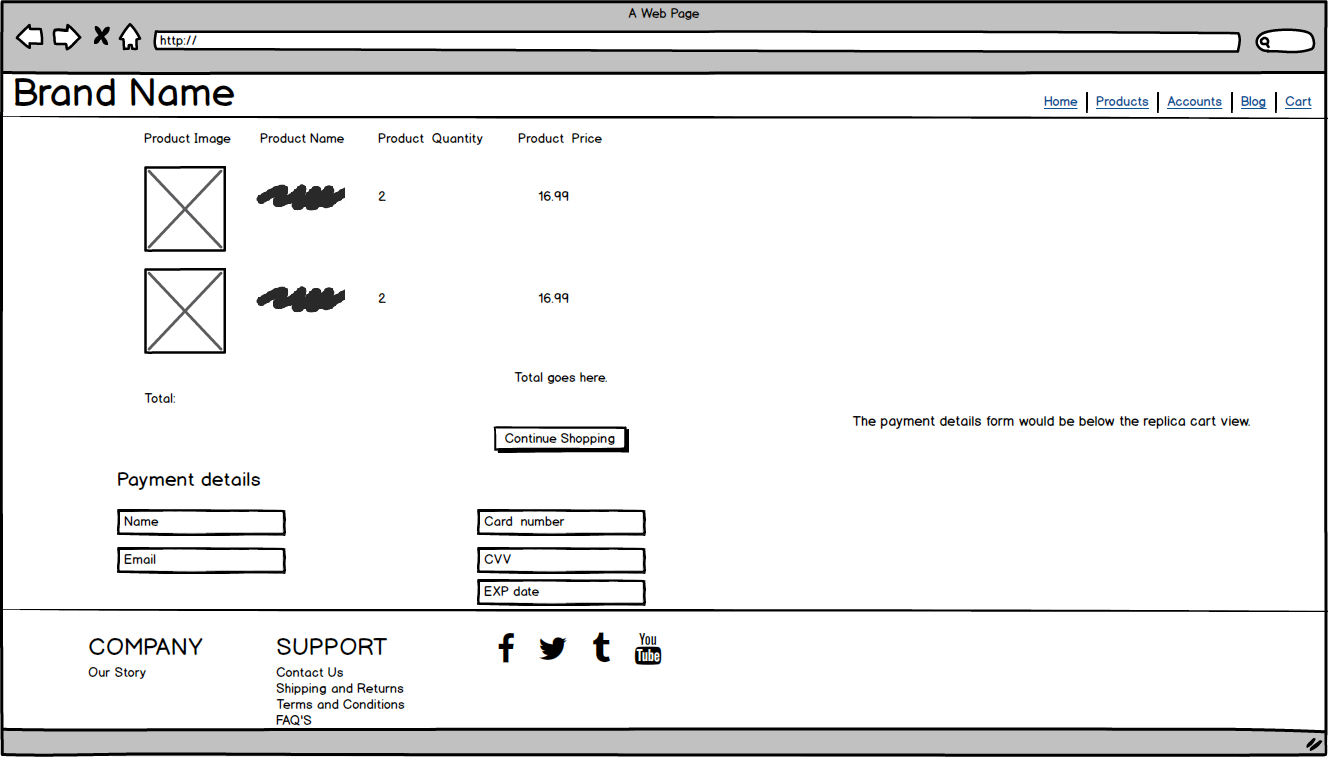 A Web Page
http://
Brand Name
Home Products Accounts Blog Cart
Product Image Product Name Product Quantity Product Price
2 16.99
2 16.99
Total goes here.
Total:
The payment details form would be below the replica cart view.
Continue Shopping
Payment details
Name Card number
Email CVV
EXP date
COMPANY SUPPORT
You
Tube
Our Story Contact Us
Shipping and Returns
Terms and Conditions
FAQ'S